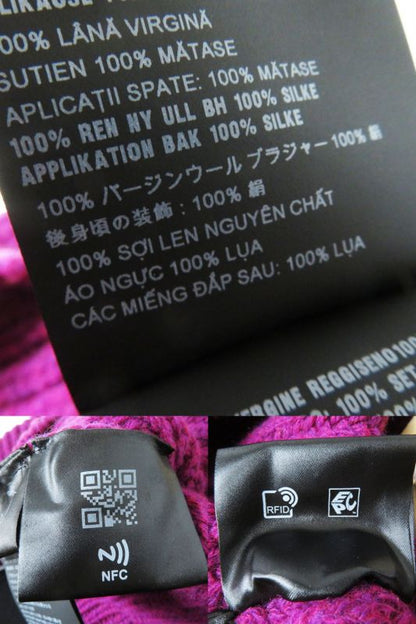 100% LÂNĂ VIRGINĂ
SUTIEN 100% MĂTASE
APLICAȚII SPATE: 100% MĂTASE
100% REN NY ULL BH 100% SILKE
APPLIKATION BAK 100% SILKE
100% バージンウール ブラジャー 100% 絹
後身頃の装飾 : 100% 絹
100% SỢI LEN NGUYÊN CHẤT
ÁO NGỰC 100% LỤA
CÁC MIẾNG ĐẮP SAU: 100% LỤA
REGGISENO 100
100% SET
NFC
RFID
EPC